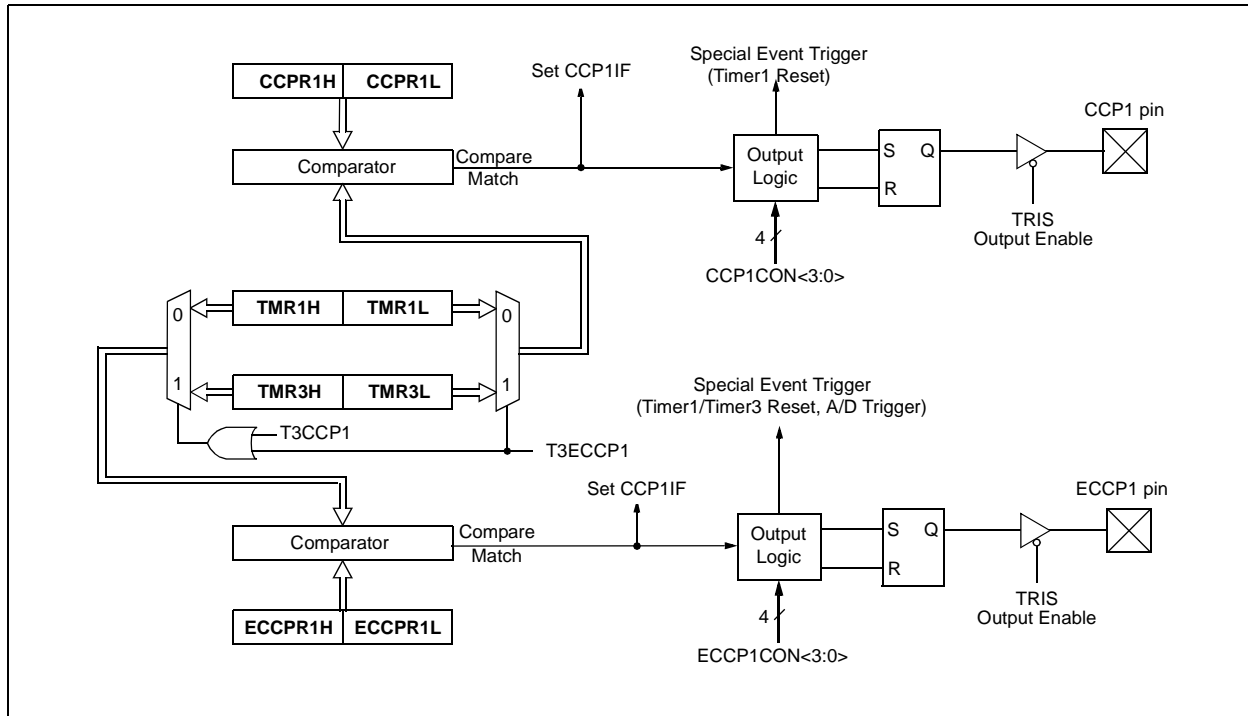 CCPR1H CCPR1L
Set CCP1IF
Special Event Trigger
(Timer1 Reset)
CCP1 pin
Comparator
Compare
Match
Output
Logic
S Q
R
TRIS
Output Enable
4
CCP1CON<3:0>
0
TMR1H TMR1L
0
1
TMR3H TMR3L
1
T3CCP1
T3ECCP1
Special Event Trigger
(Timer1/Timer3 Reset, A/D Trigger)
Set CCP1IF
ECCP1 pin
Comparator
Compare
Match
Output
Logic
S Q
R
TRIS
Output Enable
4
ECCPR1H ECCPR1L
ECCP1CON<3:0>